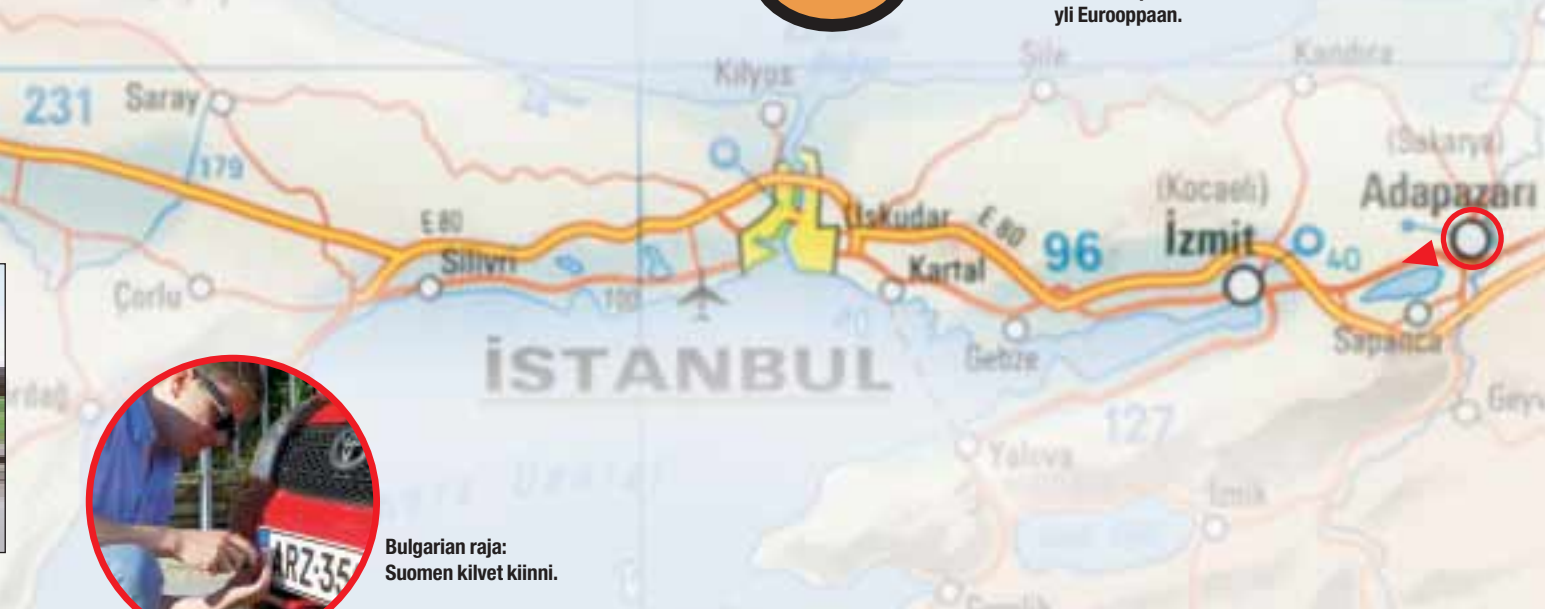 yli Eurooppaan.
Kilyos
Şile
Kandıra
231
Saray
(Sakarya)
Adapazarı
179
(Kocaeli)
İzmit
E 80
Üsküdar
E 80
96
40
Silivri
Kartal
Çorlu
100
Sapanca
Gebze
İSTANBUL
127
Yalova
İznik
ARZ-35
Bulgarian raja:
Suomen kilvet kiinni.